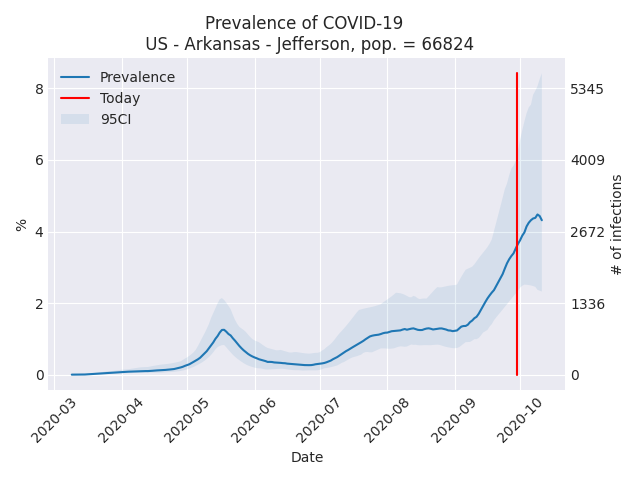 Prevalence of COVID-19
US - Arkansas - Jefferson, pop. = 66824
Prevalence
Today
95CI
8
6
4
2
0
%
5345
4009
2672
1336
0
# of infections
2020-03
2020-04
2020-05
2020-06
2020-07
2020-08
2020-09
2020-10
Date